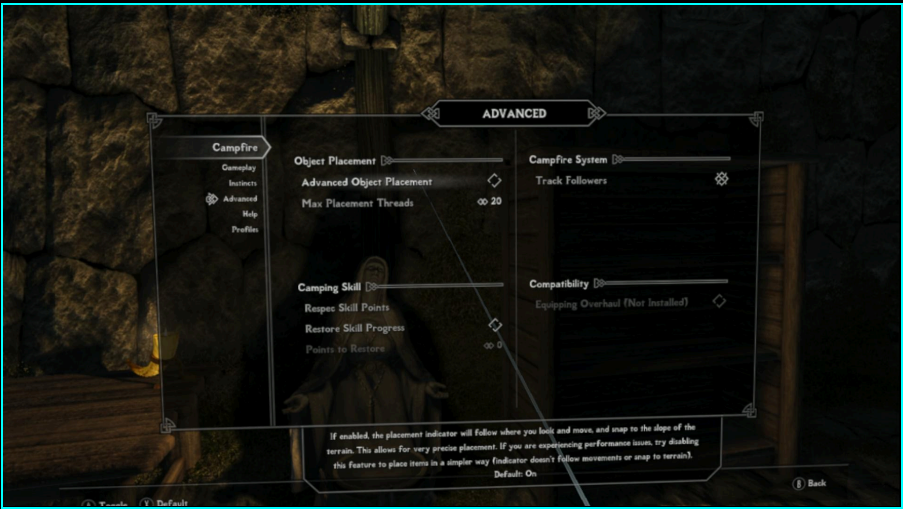 ADVANCED
Campfire
Gameplay
Instincts
Advanced
Help
Profiles
Object Placement
Advanced Object Placement
Max Placement Threads 20
Camping Skill
Respec Skill Points
Restore Skill Progress
Points to Restore 0
Campfire System
Track Followers
Compatibility
Equipping Overhaul (Not Installed)
If enabled, the placement indicator will follow where you look and move, and snap to the slope of the
terrain. This allows for very precise placement. If you are experiencing performance issues, try disabling
this feature to place items in a simpler way (indicator doesn't follow movements or snap to terrain).
Default: On
A Toggle X Default
B Back